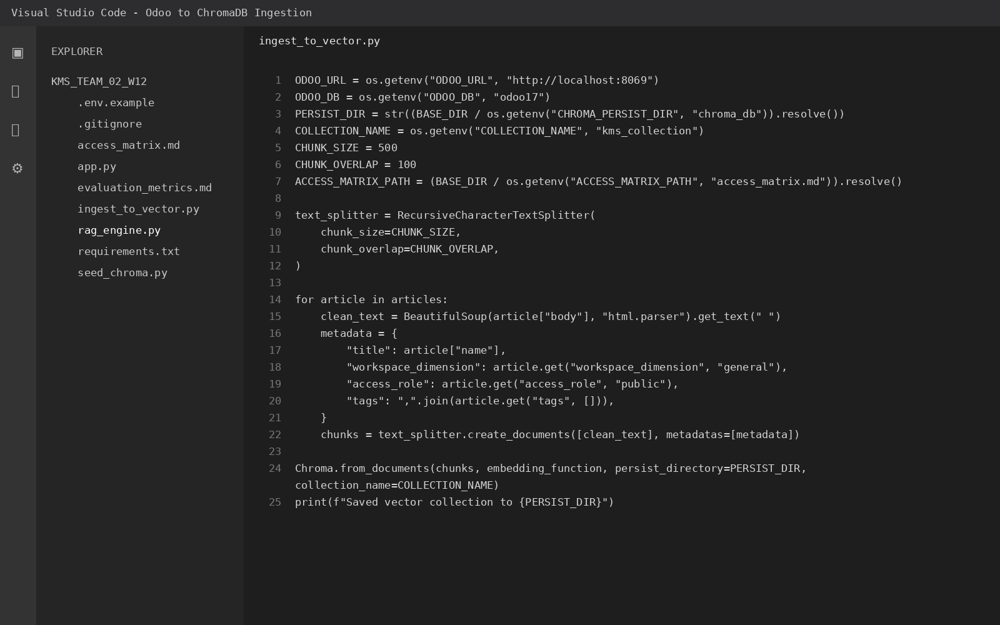 Visual Studio Code - Odoo to ChromaDB Ingestion
EXPLORER
KMS_TEAM_02_W12
.env.example
.gitignore
access_matrix.md
app.py
evaluation_metrics.md
ingest_to_vector.py
rag_engine.py
requirements.txt
seed_chroma.py
ingest_to_vector.py
1 ODOO_URL = os.getenv("ODOO_URL", "http://localhost:8069")
2 ODOO_DB = os.getenv("ODOO_DB", "odoo17")
3 PERSIST_DIR = str((BASE_DIR / os.getenv("CHROMA_PERSIST_DIR", "chroma_db")).resolve())
4 COLLECTION_NAME = os.getenv("COLLECTION_NAME", "kms_collection")
5 CHUNK_SIZE = 500
6 CHUNK_OVERLAP = 100
7 ACCESS_MATRIX_PATH = (BASE_DIR / os.getenv("ACCESS_MATRIX_PATH", "access_matrix.md")).resolve()
8
9 text_splitter = RecursiveCharacterTextSplitter(
10     chunk_size=CHUNK_SIZE,
11     chunk_overlap=CHUNK_OVERLAP,
12 )
13
14 for article in articles:
15     clean_text = BeautifulSoup(article["body"], "html.parser").get_text(" ")
16     metadata = {
17         "title": article["name"],
18         "workspace_dimension": article.get("workspace_dimension", "general"),
19         "access_role": article.get("access_role", "public"),
20         "tags": ",".join(article.get("tags", [])),
21     }
22     chunks = text_splitter.create_documents([clean_text], metadatas=[metadata])
23
24 Chroma.from_documents(chunks, embedding_function, persist_directory=PERSIST_DIR,
collection_name=COLLECTION_NAME)
25 print(f"Saved vector collection to {PERSIST_DIR}")